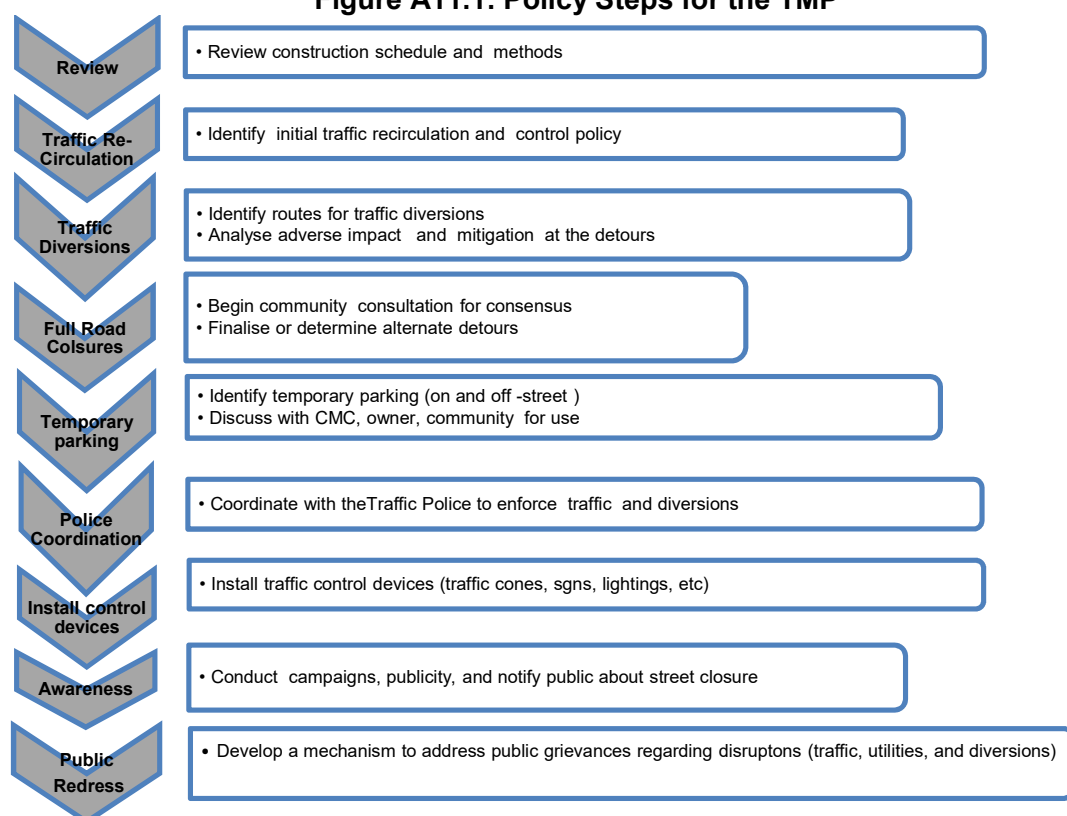 Figure A11.1: Policy Steps for the TMP
Review
• Review construction schedule and methods
Traffic Re-
Circulation
• Identify initial traffic recirculation and control policy
Traffic
Diversions
• Identify routes for traffic diversions
• Analyse adverse impact and mitigation at the detours
Full Road
Colsures
• Begin community consultation for consensus
• Finalise or determine alternate detours
Temporary
parking
• Identify temporary parking (on and off -street )
• Discuss with CMC, owner, community for use
Police
Coordination
• Coordinate with theTraffic Police to enforce traffic and diversions
Install control
devices
• Install traffic control devices (traffic cones, sgns, lightings, etc)
Awareness
• Conduct campaigns, publicity, and notify public about street closure
Public
Redress
• Develop a mechanism to address public grievances regarding disruptons (traffic, utilities, and diversions)